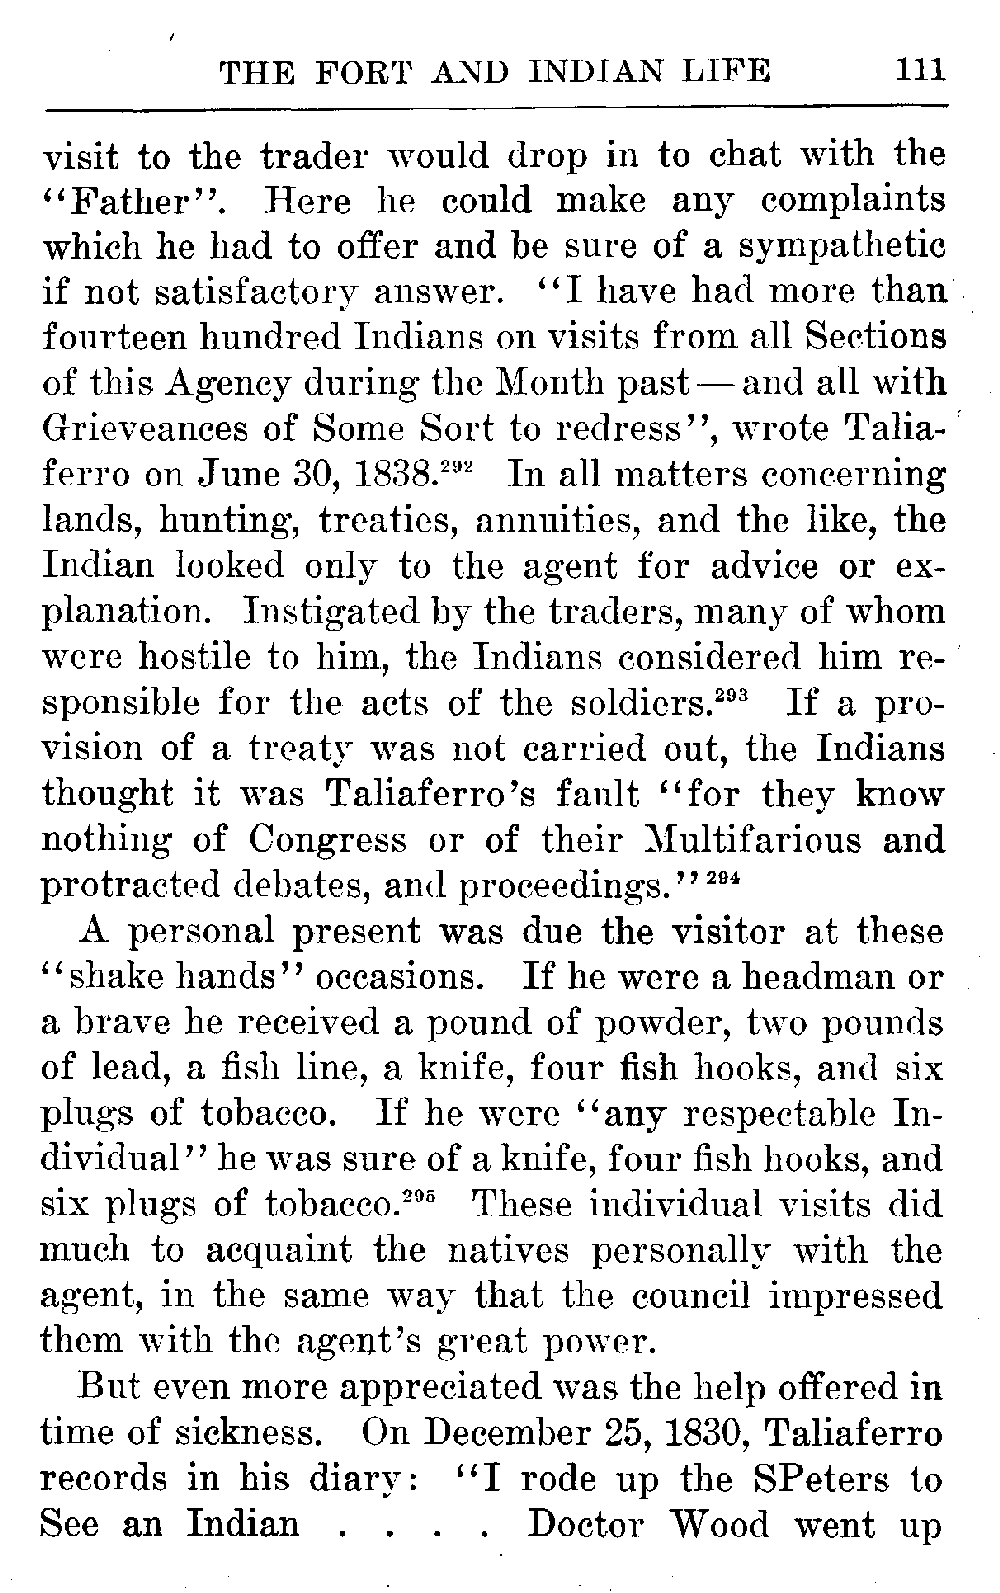 THE FORT AND INDIAN LIFE 111
visit to the trader would drop in to chat with the
“Father”. Here he could make any complaints
which he had to offer and be sure of a sympathetic
if not satisfactory answer. “I have had more than
fourteen hundred Indians on visits from all Sections
of this Agency during the Month past—and all with
Grieveances of Some Sort to redress”, wrote Talia-
ferro on June 30, 1838.²⁹² In all matters concerning
lands, hunting, treaties, annuities, and the like, the
Indian looked only to the agent for advice or ex-
planation. Instigated by the traders, many of whom
were hostile to him, the Indians considered him re-
sponsible for the acts of the soldiers.²⁹³ If a pro-
vision of a treaty was not carried out, the Indians
thought it was Taliaferro’s fault “for they know
nothing of Congress or of their Multifarious and
protracted debates, and proceedings.”²⁹⁴
A personal present was due the visitor at these
“shake hands” occasions. If he were a headman or
a brave he received a pound of powder, two pounds
of lead, a fish line, a knife, four fish hooks, and six
plugs of tobacco. If he were “any respectable In-
dividual” he was sure of a knife, four fish hooks, and
six plugs of tobacco.²⁹⁵ These individual visits did
much to acquaint the natives personally with the
agent, in the same way that the council impressed
them with the agent’s great power.
But even more appreciated was the help offered in
time of sickness. On December 25, 1830, Taliaferro
records in his diary: “I rode up the SPeters to
See an Indian . . . . Doctor Wood went up